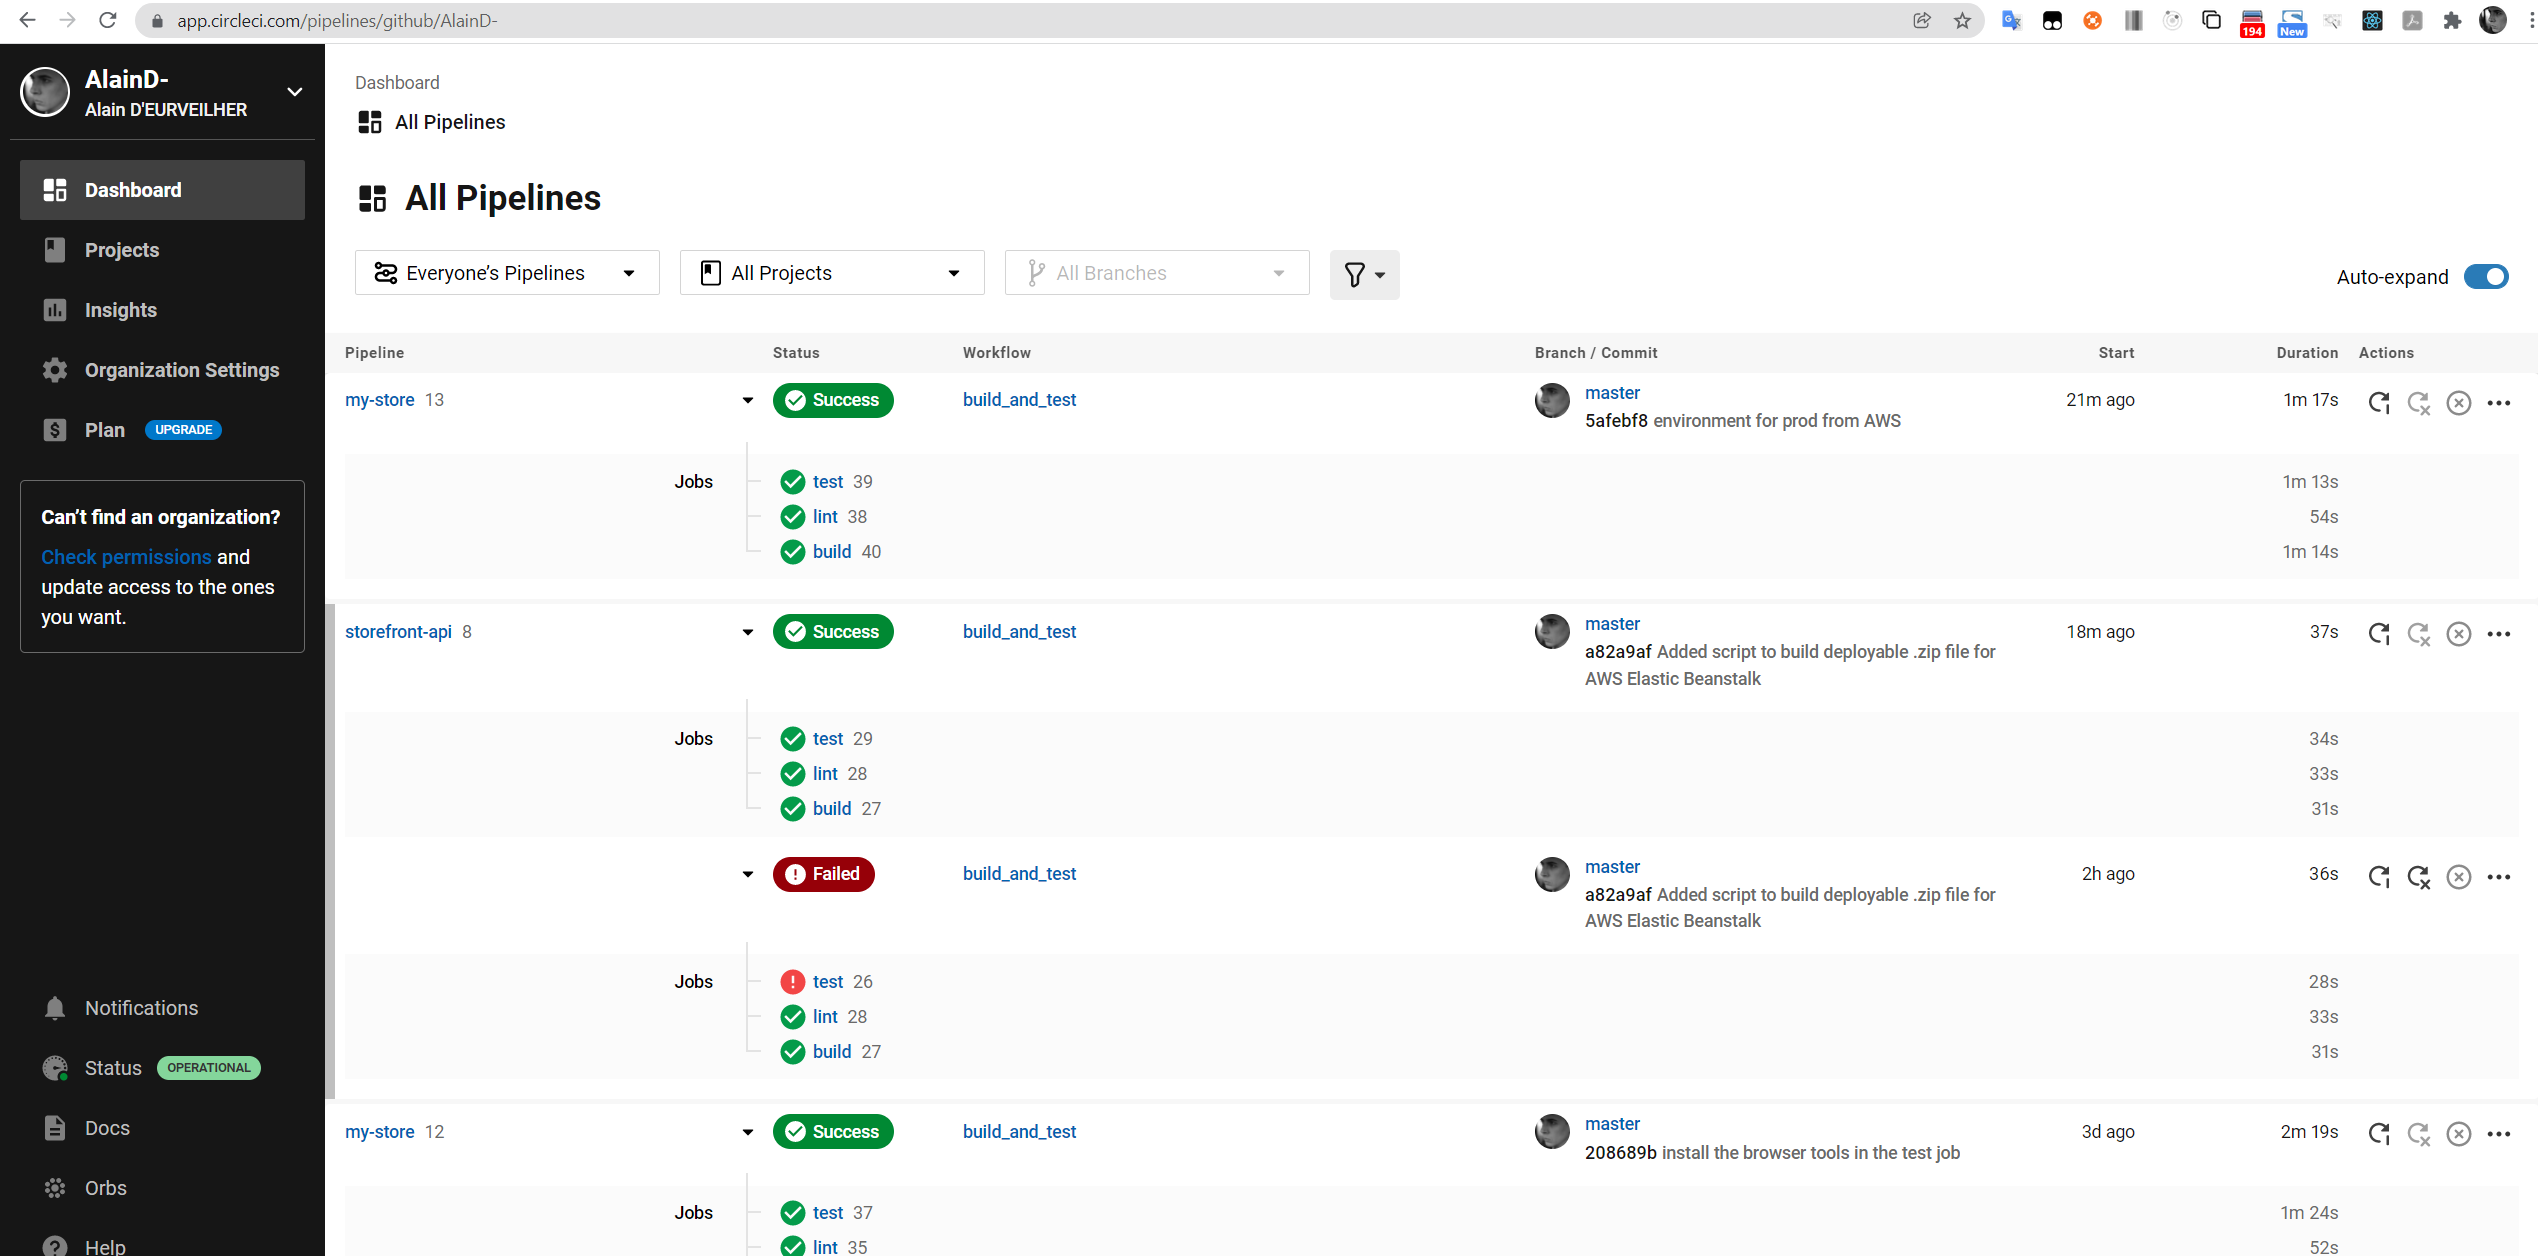 app.circleci.com/pipelines/github/AlainD-
194
New
AlainD-
Alain D'EURVEILHER
Dashboard
Projects
Insights
Organization Settings
Plan UPGRADE
Can't find an organization?
Check permissions and
update access to the ones
you want.
Notifications
Status OPERATIONAL
Docs
Orbs
Help
Dashboard
All Pipelines
All Pipelines
Everyone's Pipelines
All Projects
All Branches
Auto-expand
Pipeline Status Workflow Branch / Commit Start Duration Actions
my-store 13 Success build_and_test master 21m ago 1m 17s
5afebf8 environment for prod from AWS
Jobs test 39 1m 13s
lint 38 54s
build 40 1m 14s
storefront-api 8 Success build_and_test master 18m ago 37s
a82a9af Added script to build deployable .zip file for
AWS Elastic Beanstalk
Jobs test 29 34s
lint 28 33s
build 27 31s
Failed build_and_test master 2h ago 36s
a82a9af Added script to build deployable .zip file for
AWS Elastic Beanstalk
Jobs test 26 28s
lint 28 33s
build 27 31s
my-store 12 Success build_and_test master 3d ago 2m 19s
208689b install the browser tools in the test job
Jobs test 37 1m 24s
lint 35 52s